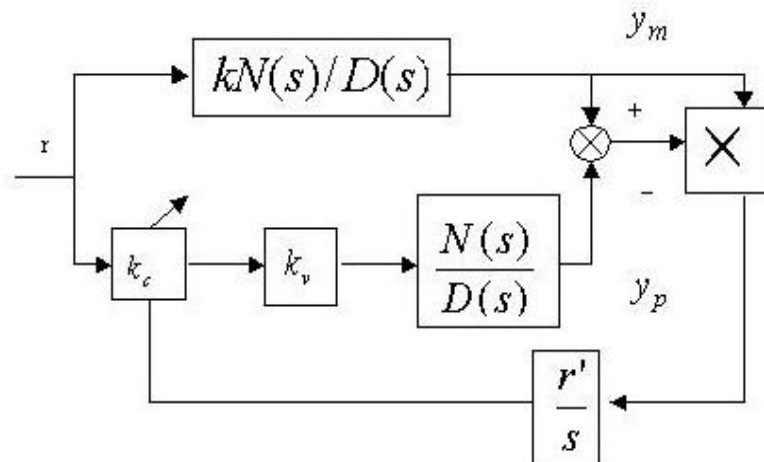 y_m
kN(s)/D(s)
r
+
×
−
k_c
k_v
N(s)
D(s)
y_p
r'
s